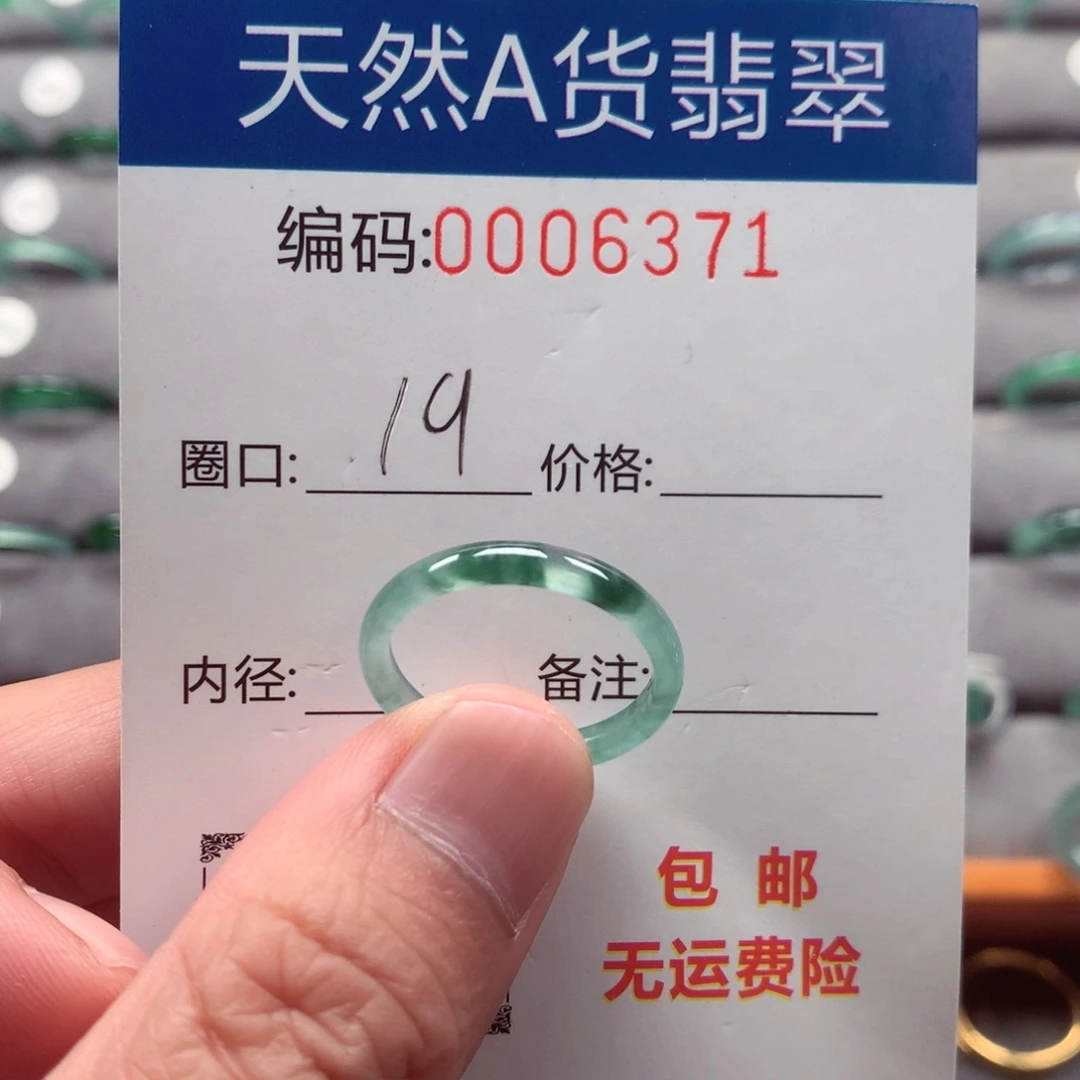 天然A货翡翠
编码:0006371
圈口: 19 价格:
内径: 备注:
包邮
无运费险